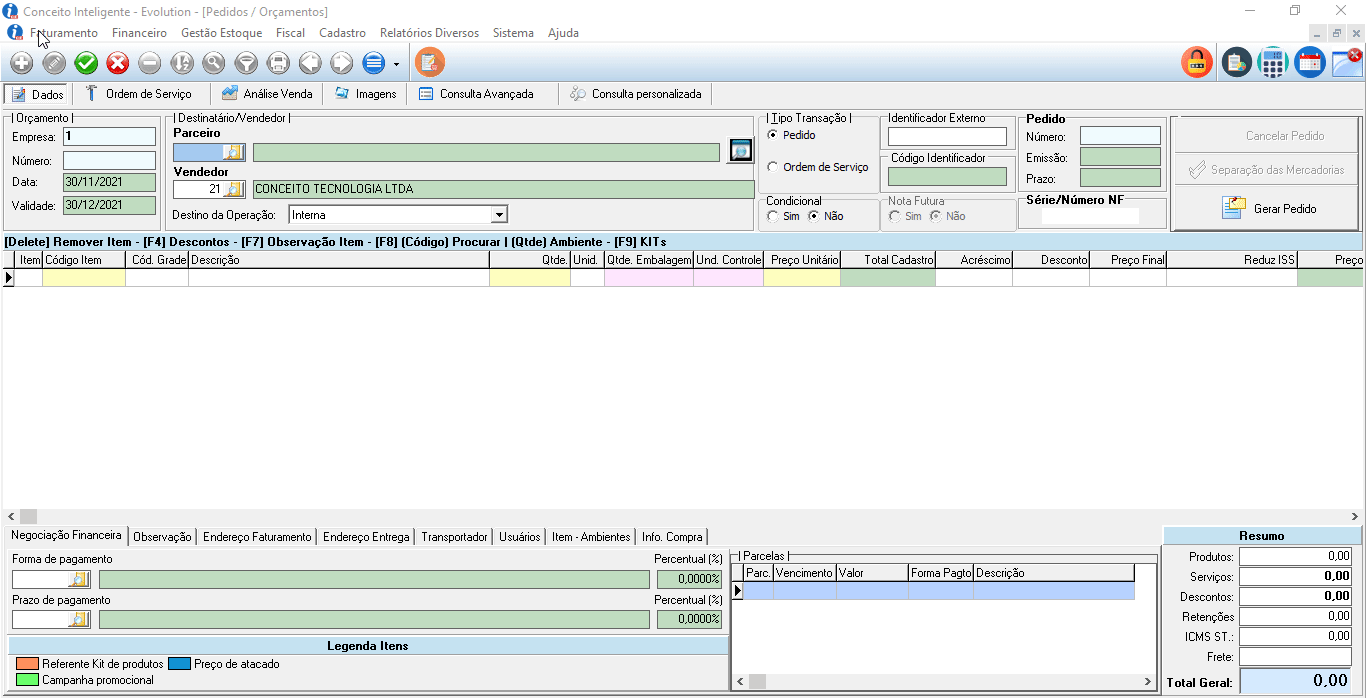 Conceito Inteligente - Evolution - [Pedidos / Orçamentos]
Faturamento Financeiro Gestão Estoque Fiscal Cadastro Relatórios Diversos Sistema Ajuda
Dados Ordem de Serviço Análise Venda Imagens Consulta Avançada Consulta personalizada
Orçamento
Empresa: 1
Número:
Data: 30/11/2021
Validade: 30/12/2021
Destinatário/Vendedor
Parceiro
Vendedor
21 CONCEITO TECNOLOGIA LTDA
Destino da Operação: Interna
Tipo Transação
Pedido
Ordem de Serviço
Condicional
Sim Não
Identificador Externo
Código Identificador
Nota Futura
Sim Não
Pedido
Número:
Emissão:
Prazo:
Série/Número NF
Cancelar Pedido
Separação das Mercadorias
Gerar Pedido
[Delete] Remover Item - [F4] Descontos - [F7] Observação Item - [F8] (Código) Procurar | (Qtde) Ambiente - [F9] KITs
Item Código Item Cód. Grade Descrição Qtde. Unid. Qtde. Embalagem Und. Controle Preço Unitário Total Cadastro Acréscimo Desconto Preço Final Reduz ISS Preço
Negociação Financeira Observação Endereço Faturamento Endereço Entrega Transportador Usuários Item - Ambientes Info. Compra
Forma de pagamento Percentual (%)
0,0000%
Prazo de pagamento Percentual (%)
0,0000%
Legenda Itens
Referente Kit de produtos Preço de atacado
Campanha promocional
Parcelas
Parc. Vencimento Valor Forma Pagto Descrição
Resumo
Produtos: 0,00
Serviços: 0,00
Descontos: 0,00
Retenções 0,00
ICMS ST.: 0,00
Frete:
Total Geral: 0,00